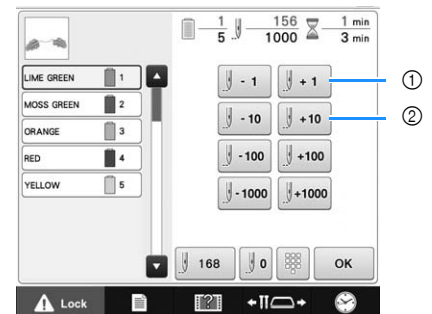 1 156 1 min
5 1000 3 min
LIME GREEN 1
MOSS GREEN 2
ORANGE 3
RED 4
YELLOW 5
- 1 + 1 ①
- 10 +10 ②
-100 +100
-1000 +1000
168 0 OK
Lock ?